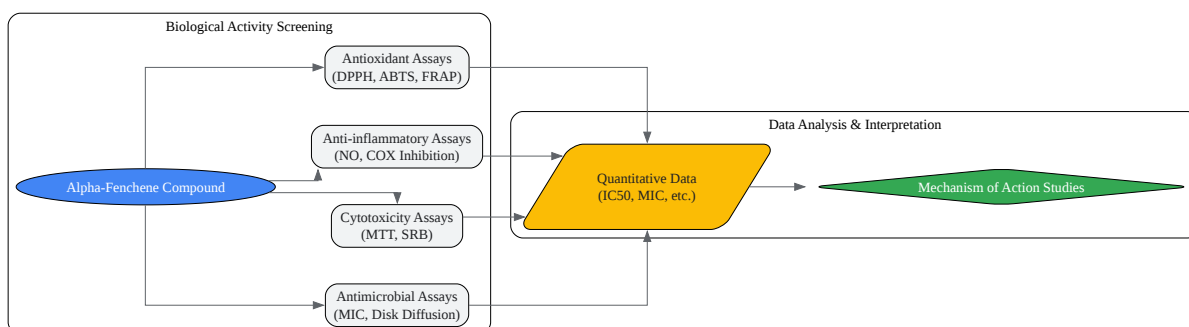 Biological Activity Screening
Antioxidant Assays
(DPPH, ABTS, FRAP)
Anti-inflammatory Assays
(NO, COX Inhibition)
Alpha-Fenchene Compound
Cytotoxicity Assays
(MTT, SRB)
Antimicrobial Assays
(MIC, Disk Diffusion)
Data Analysis & Interpretation
Quantitative Data
(IC50, MIC, etc.)
Mechanism of Action Studies